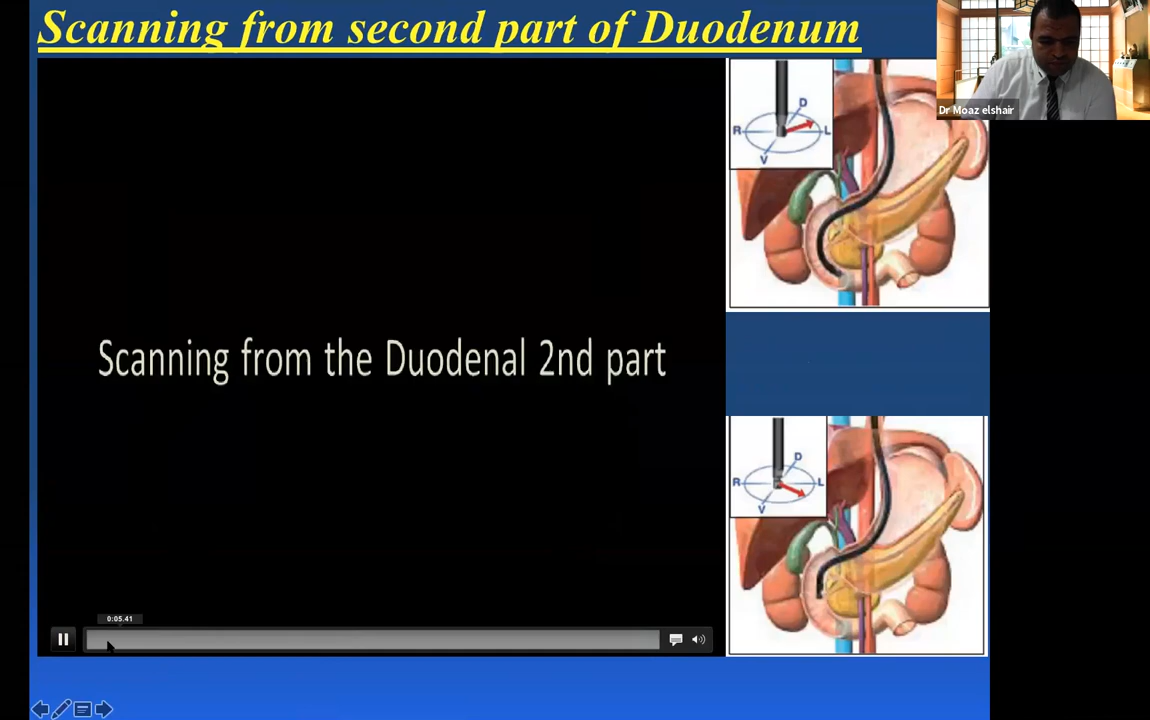 Scanning from second part of Duodenum
Dr Moaz elshair
D
R
L
V
Scanning from the Duodenal 2nd part
D
R
L
V
0:05.41